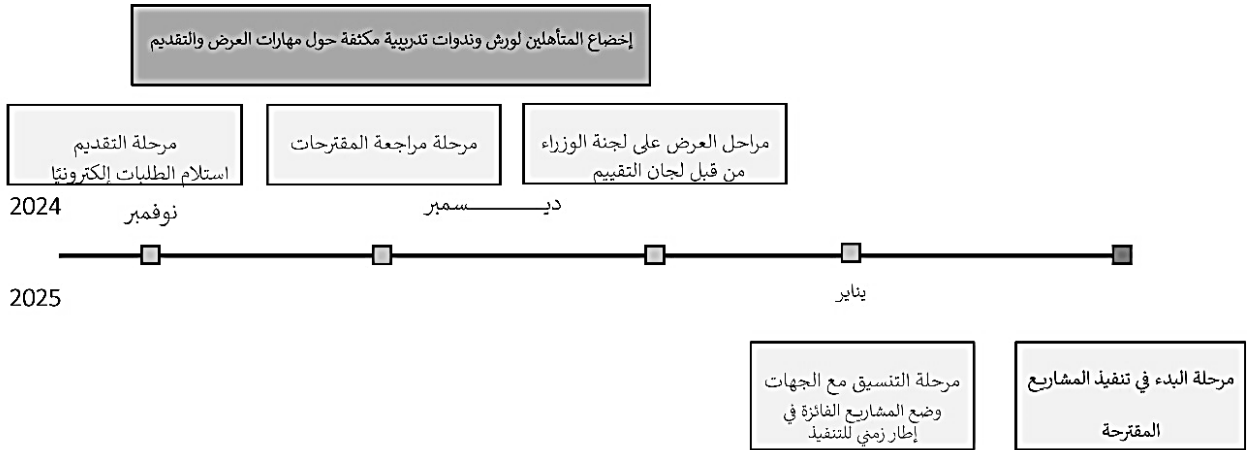 إخضاع المتأهلين لورش وندوات تدريبية مكثفة حول مهارات العرض والتقديم
مرحلة التقديم
استلام الطلبات إلكترونيًا
مرحلة مراجعة المقترحات
مراحل العرض على لجنة الوزراء
من قبل لجان التقييم
2024
نوفمبر
ديـــــــــــسمبر
2025
يناير
مرحلة التنسيق مع الجهات
وضع المشاريع الفائزة في
إطار زمني للتنفيذ
مرحلة البدء في تنفيذ المشاريع
المقترحة